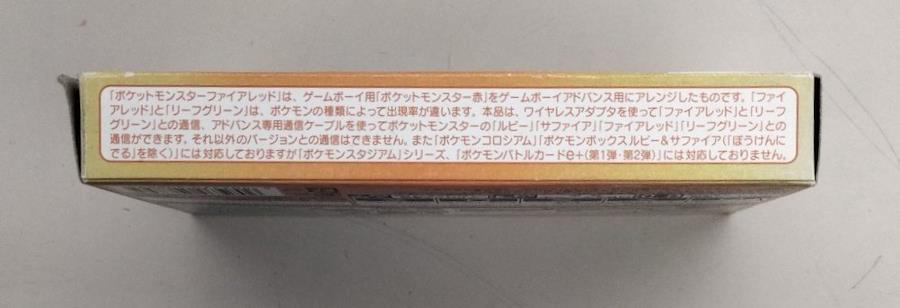 「ポケットモンスターファイアレッド」は、ゲームボーイ用「ポケットモンスター赤」をゲームボーイアドバンス用にアレンジしたものです。「ファイ
アレッド」と「リーフグリーン」は、ポケモンの種類によって出現率が違います。本品は、ワイヤレスアダプタを使って「ファイアレッド」と「リーフ
グリーン」との通信、アドバンス専用通信ケーブルを使ってポケットモンスターの「ルビー」「サファイア」「ファイアレッド」「リーフグリーン」との
通信ができます。それ以外のバージョンとの通信はできません。また「ポケモンコロシアム」「ポケモンボックスルビー&サファイア(「ぼうけんに
でる」を除く)」には対応しておりますが「ポケモンスタジアム」シリーズ、「ポケモンバトルカードe+(第1弾・第2弾)」には対応しておりません。